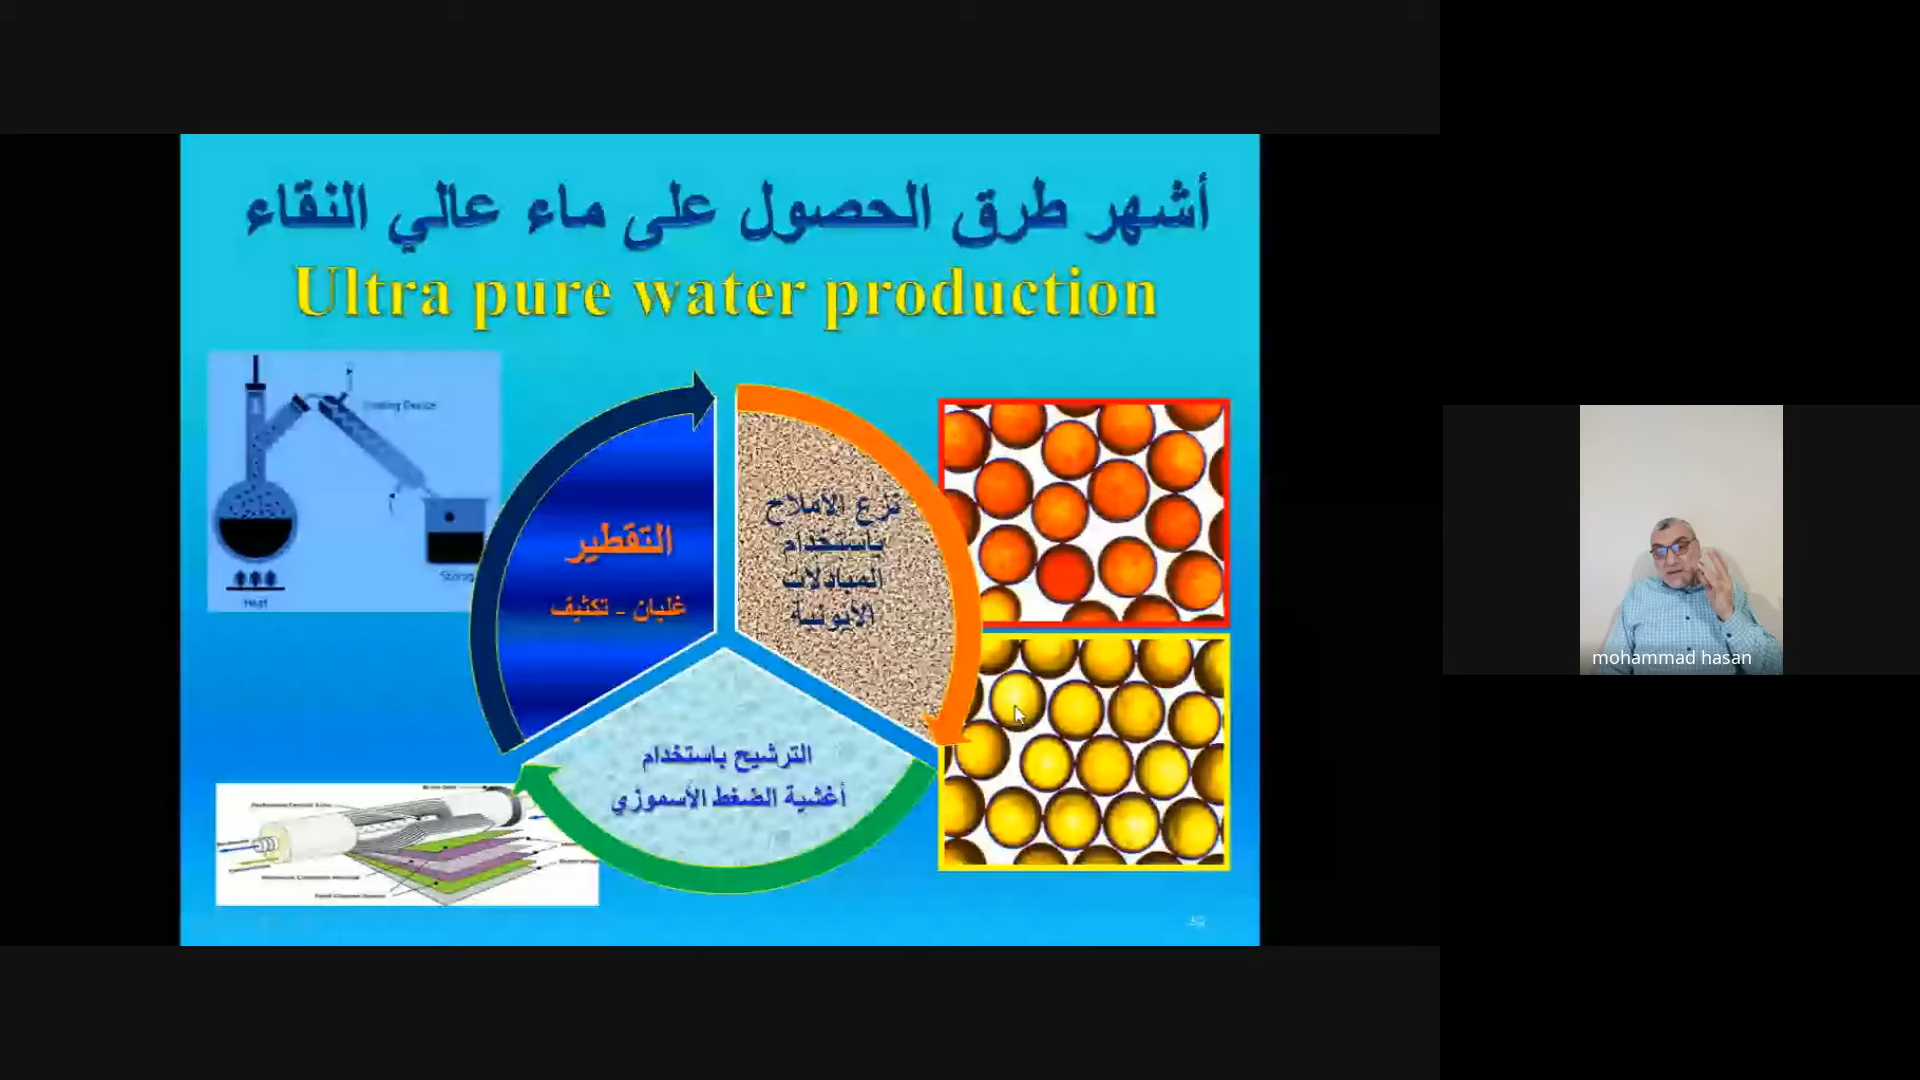 أشهر طرق الحصول على ماء عالي النقاء
Ultra pure water production
نزع الأملاح
باستخدام
المبادلات
الأيونية
التقطير
غليان - تكثيف
الترشيح باستخدام
أغشية الضغط الأسموزي
Heat
mohammad hasan